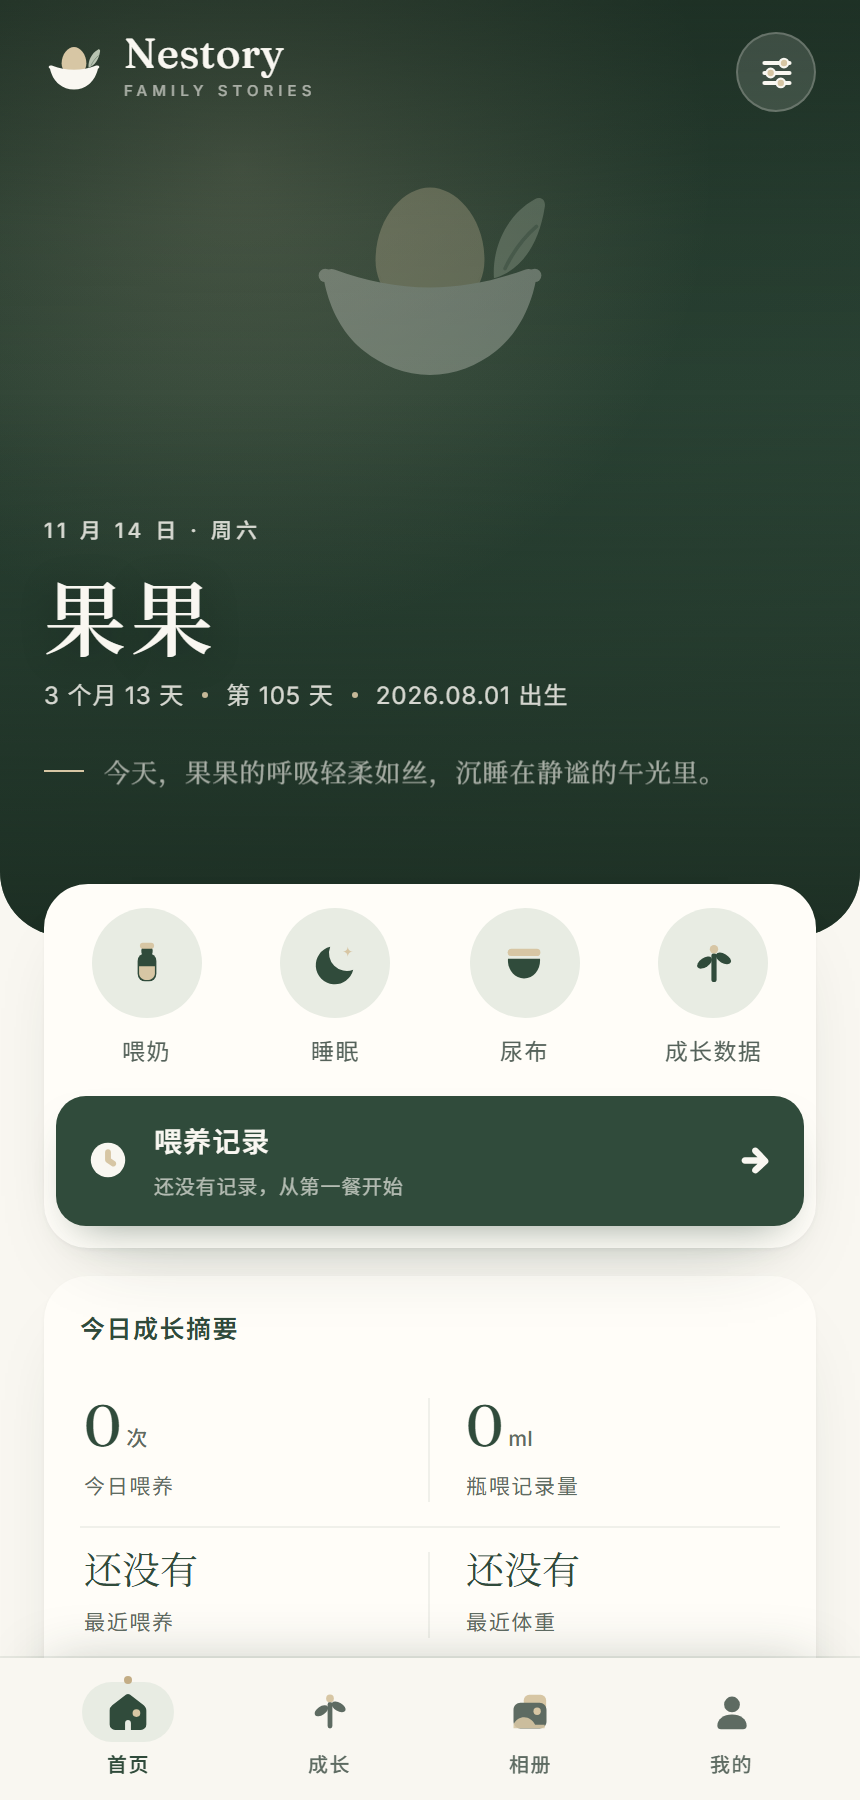 Nestory
FAMILY STORIES
11 月 14 日 · 周六
果果
3 个月 13 天 • 第 105 天 • 2026.08.01 出生
今天，果果的呼吸轻柔如丝，沉睡在静谧的午光里。
喂奶 睡眠 尿布 成长数据
喂养记录
还没有记录，从第一餐开始
今日成长摘要
0 次 0 ml
今日喂养 瓶喂记录量
还没有 还没有
最近喂养 最近体重
首页 成长 相册 我的